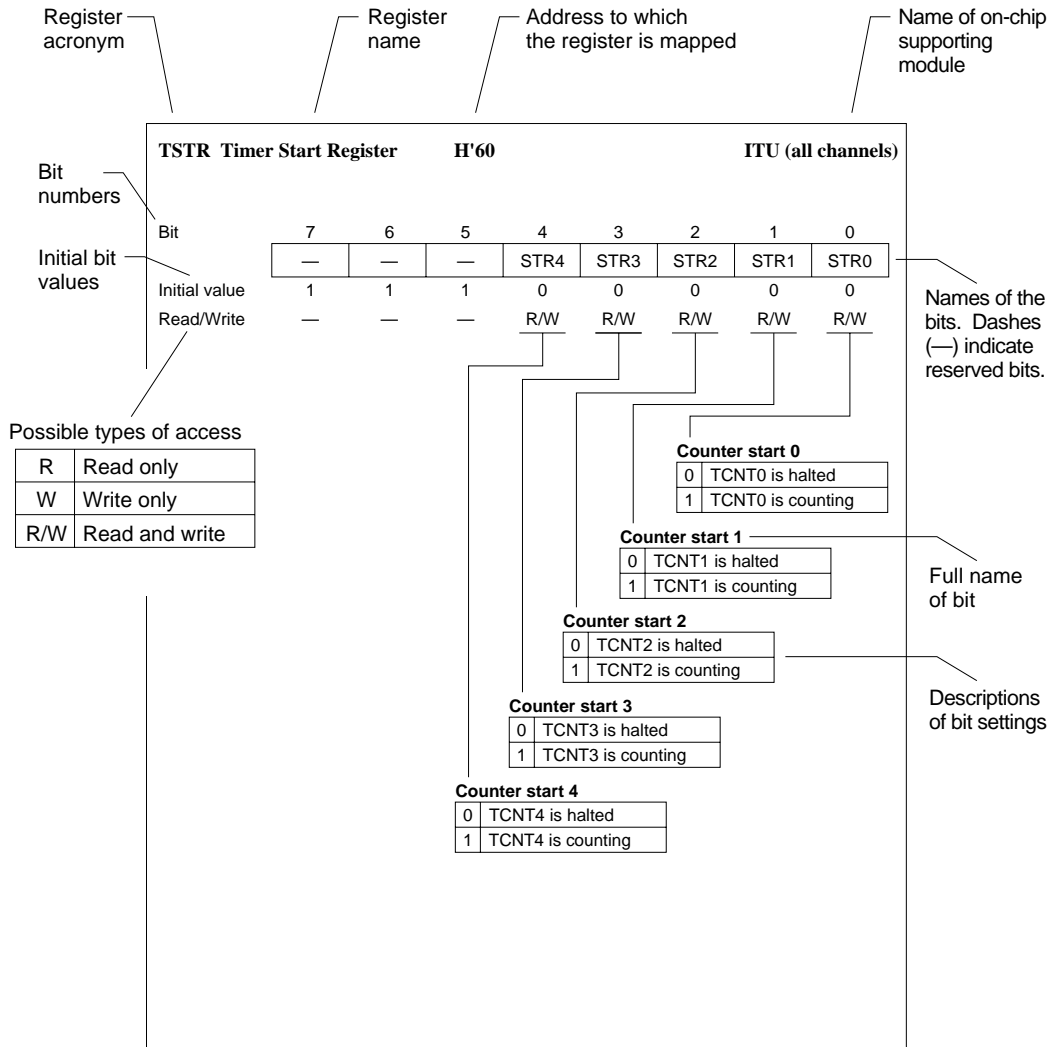 Register
acronym
Register
name
Address to which
the register is mapped
Name of on-chip
supporting
module
TSTR Timer Start Register H'60 ITU (all channels)
Bit
numbers
Bit 7 6 5 4 3 2 1 0
— — — STR4 STR3 STR2 STR1 STR0
Initial bit
values
Initial value 1 1 1 0 0 0 0 0
Read/Write — — — R/W R/W R/W R/W R/W
Names of the
bits. Dashes
(—) indicate
reserved bits.
Possible types of access
R Read only
W Write only
R/W Read and write
Counter start 0
0 TCNT0 is halted
1 TCNT0 is counting
Counter start 1
0 TCNT1 is halted
1 TCNT1 is counting
Full name
of bit
Counter start 2
0 TCNT2 is halted
1 TCNT2 is counting
Descriptions
of bit settings
Counter start 3
0 TCNT3 is halted
1 TCNT3 is counting
Counter start 4
0 TCNT4 is halted
1 TCNT4 is counting